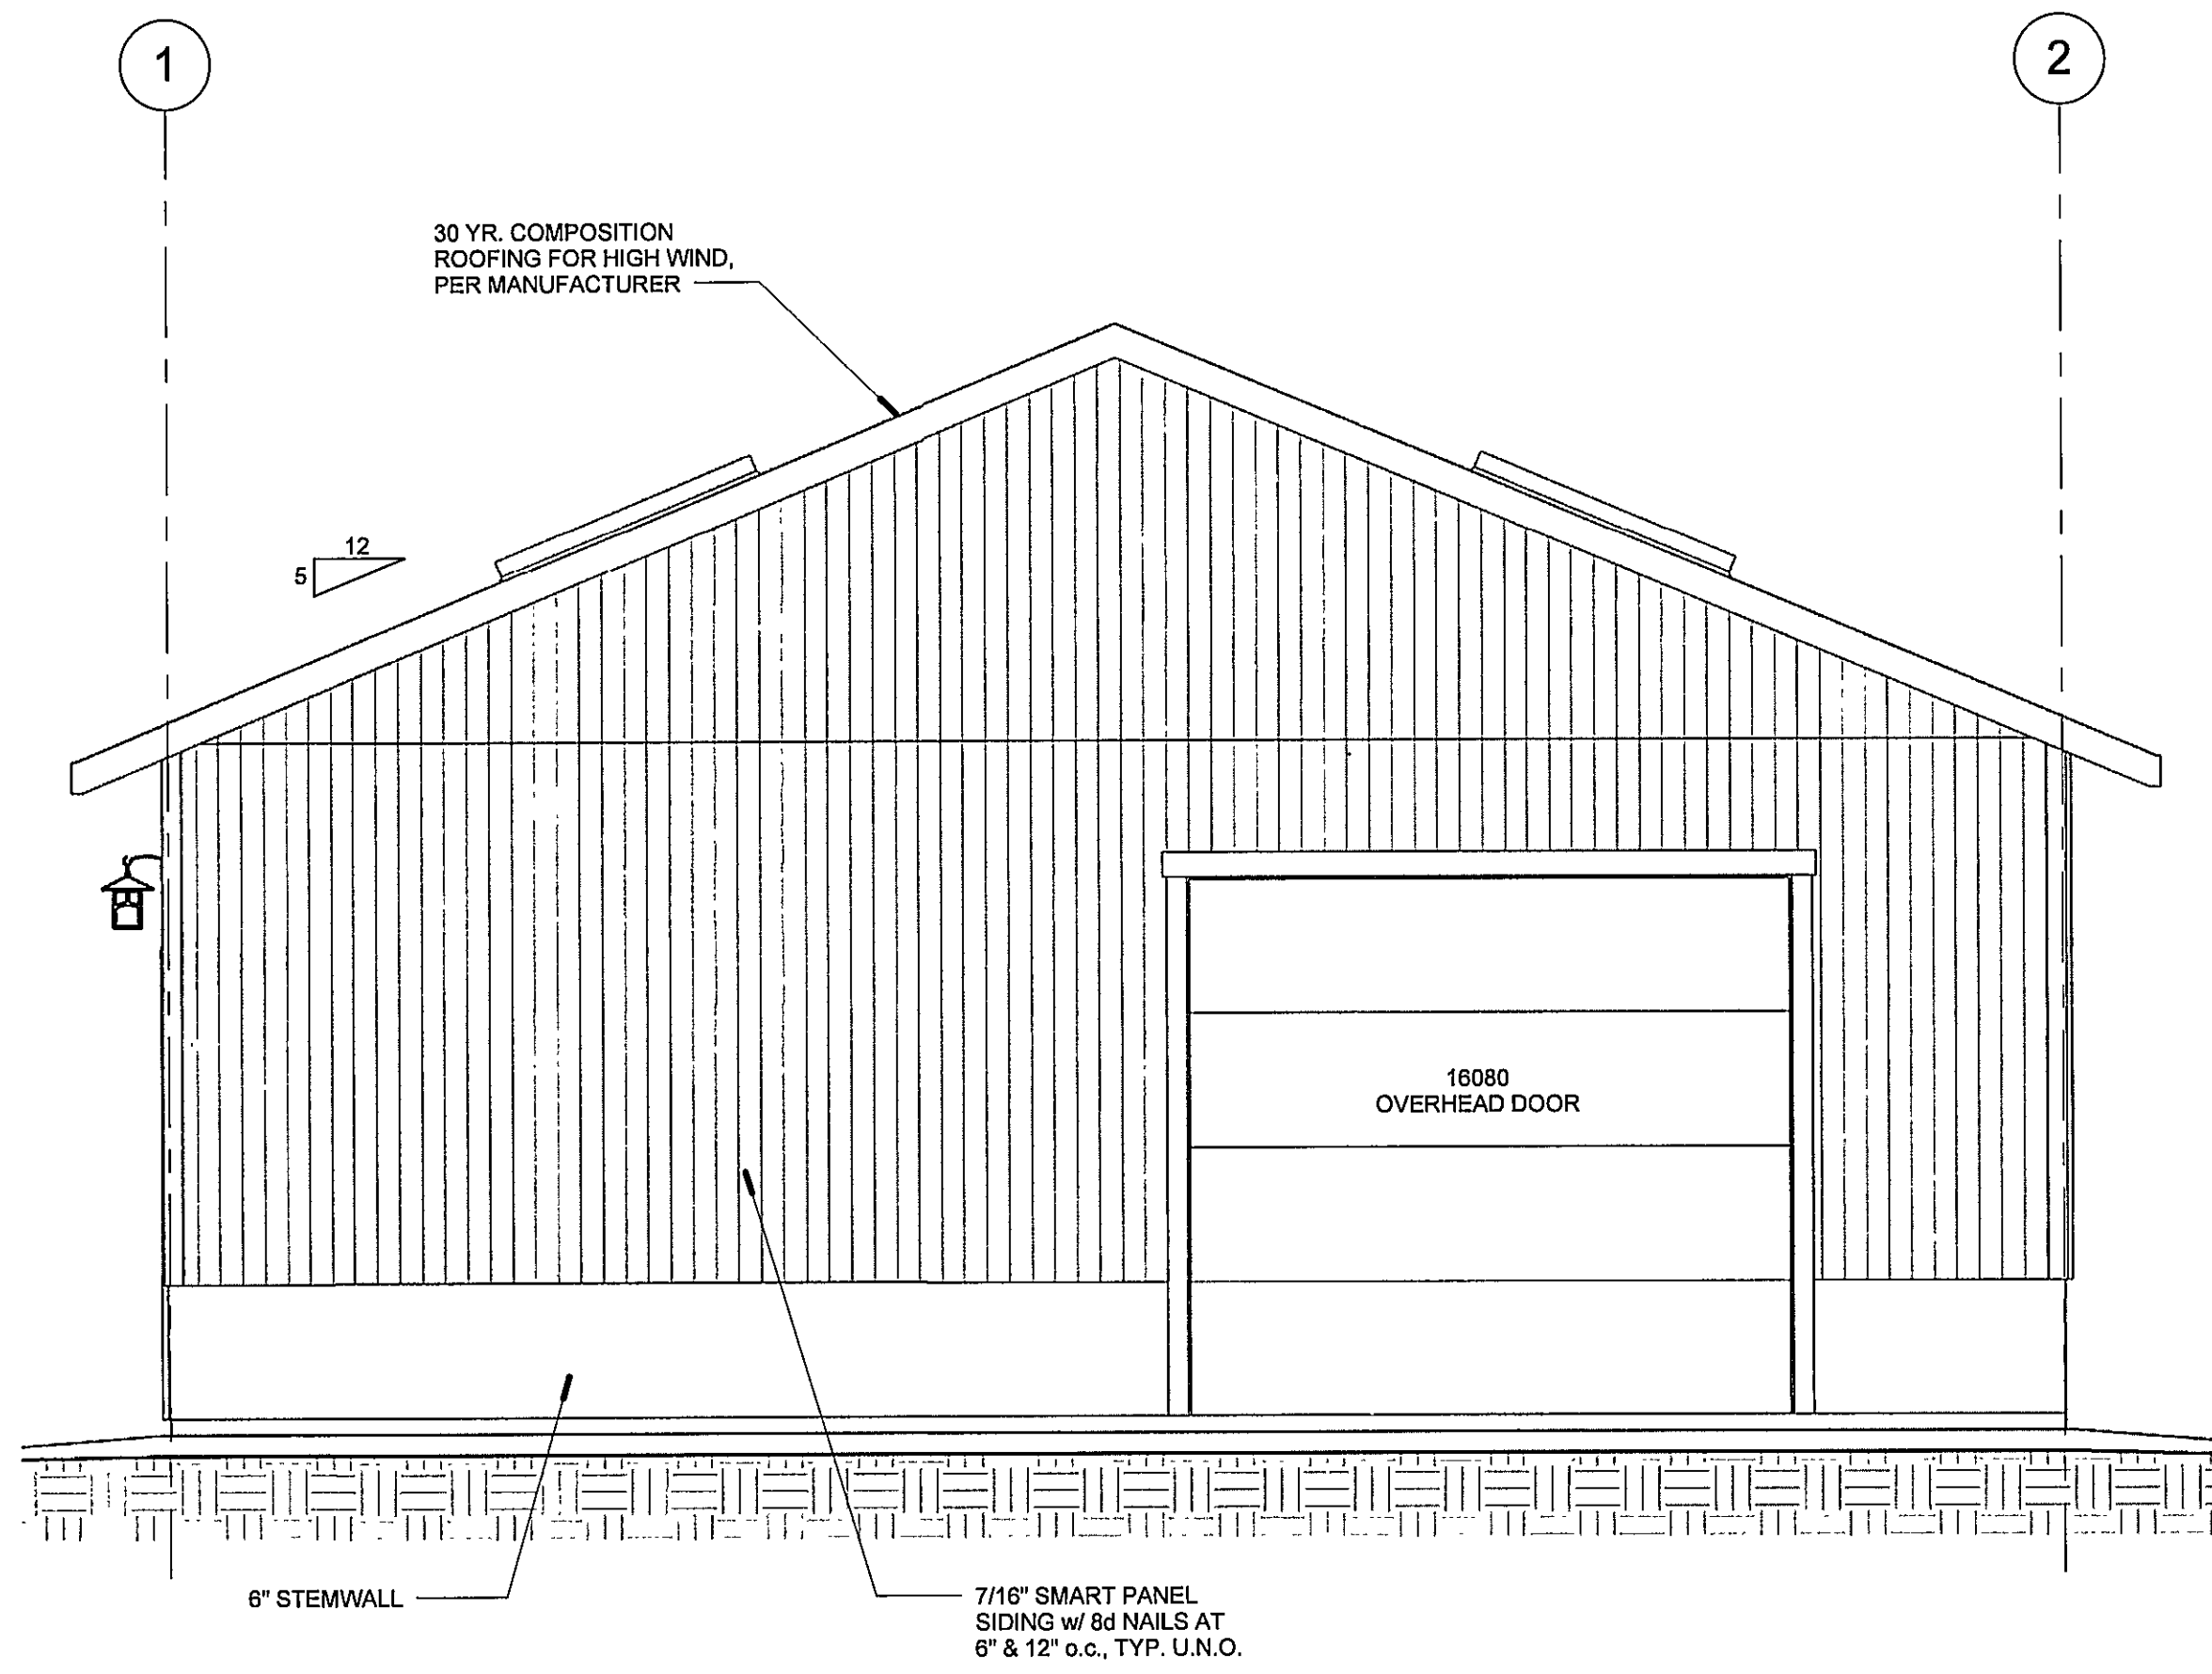 1
2
30 YR. COMPOSITION
ROOFING FOR HIGH WIND,
PER MANUFACTURER
12
5
16080
OVERHEAD DOOR
6" STEMWALL
7/16" SMART PANEL
SIDING w/ 8d NAILS AT
6" & 12" o.c., TYP. U.N.O.